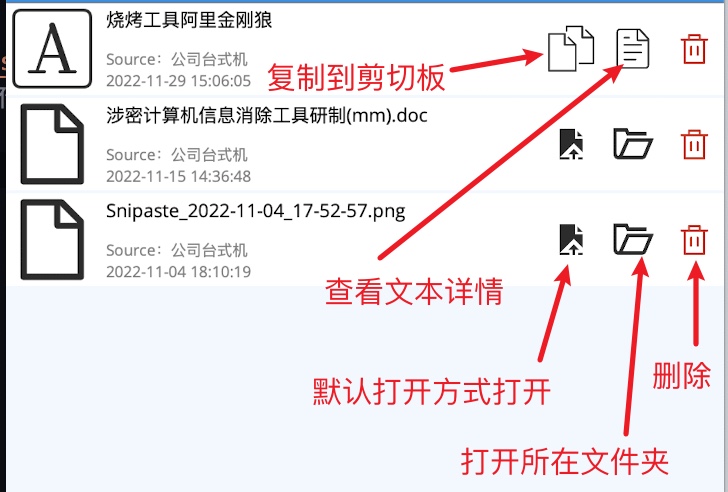 A
烧烤工具阿里金刚狼
Source：公司台式机
2022-11-29 15:06:05
复制到剪切板
涉密计算机信息消除工具研制(mm).doc
Source：公司台式机
2022-11-15 14:36:48
Snipaste_2022-11-04_17-52-57.png
Source：公司台式机
2022-11-04 18:10:19
查看文本详情
默认打开方式打开
删除
打开所在文件夹